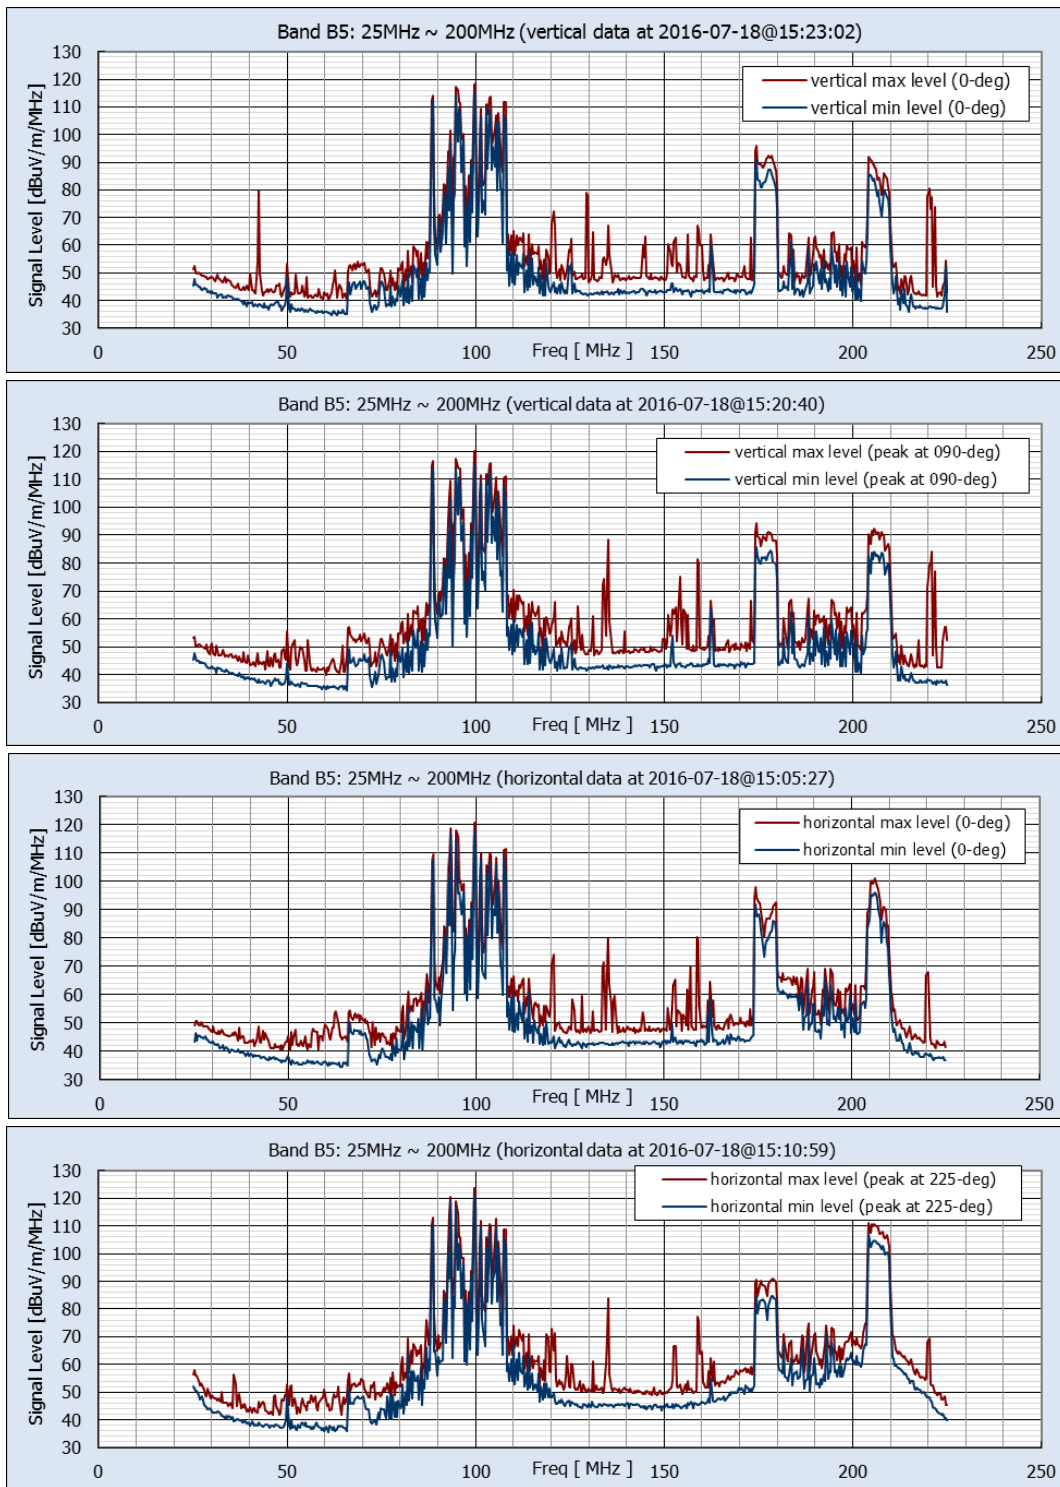 Band B5: 25MHz ~ 200MHz (vertical data at 2016-07-18@15:23:02)
Signal Level [dBuV/m/MHz]
130
120
110
100
90
80
70
60
50
40
30
vertical max level (0-deg)
vertical min level (0-deg)
0 50 100 150 200 250
Freq [ MHz ]
Band B5: 25MHz ~ 200MHz (vertical data at 2016-07-18@15:20:40)
Signal Level [dBuV/m/MHz]
130
120
110
100
90
80
70
60
50
40
30
vertical max level (peak at 090-deg)
vertical min level (peak at 090-deg)
0 50 100 150 200 250
Freq [ MHz ]
Band B5: 25MHz ~ 200MHz (horizontal data at 2016-07-18@15:05:27)
Signal Level [dBuV/m/MHz]
130
120
110
100
90
80
70
60
50
40
30
horizontal max level (0-deg)
horizontal min level (0-deg)
0 50 100 150 200 250
Freq [ MHz ]
Band B5: 25MHz ~ 200MHz (horizontal data at 2016-07-18@15:10:59)
Signal Level [dBuV/m/MHz]
130
120
110
100
90
80
70
60
50
40
30
horizontal max level (peak at 225-deg)
horizontal min level (peak at 225-deg)
0 50 100 150 200 250
Freq [ MHz ]